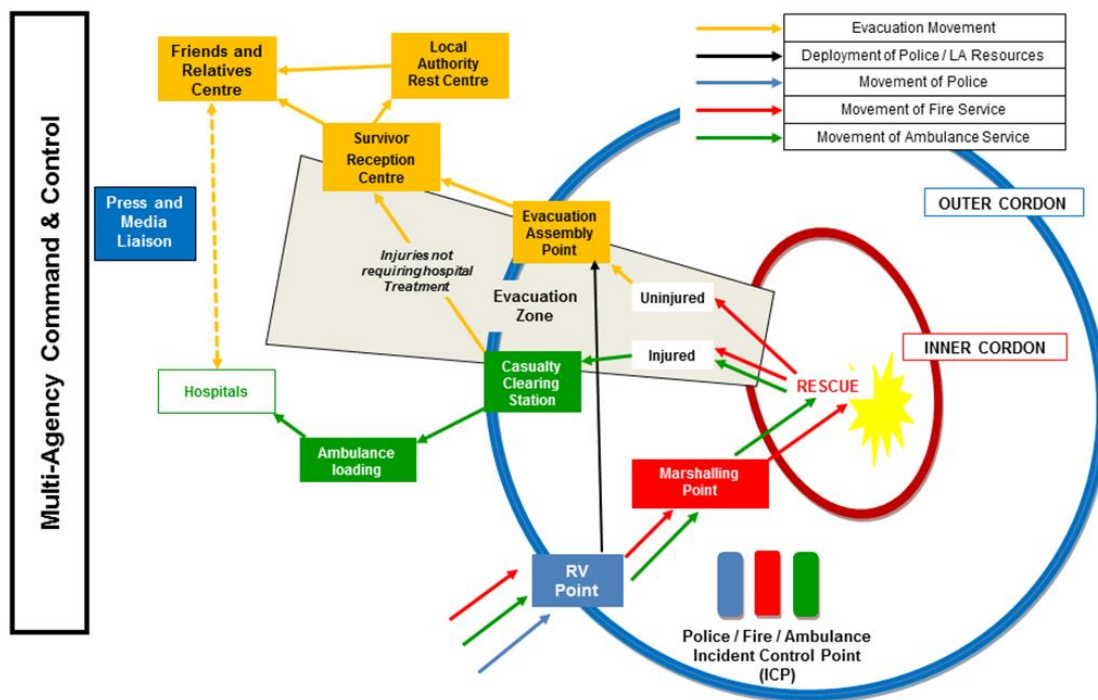 Multi-Agency Command & Control
Evacuation Movement
Deployment of Police / LA Resources
Movement of Police
Movement of Fire Service
Movement of Ambulance Service
Friends and
Relatives
Centre
Local
Authority
Rest Centre
Survivor
Reception
Centre
Press and
Media
Liaison
Evacuation
Assembly
Point
OUTER CORDON
Injuries not
requiring hospital
Treatment
Evacuation
Zone
Uninjured
Injured
INNER CORDON
RESCUE
Casualty
Clearing
Station
Hospitals
Ambulance
loading
Marshalling
Point
RV
Point
Police / Fire / Ambulance
Incident Control Point
(ICP)